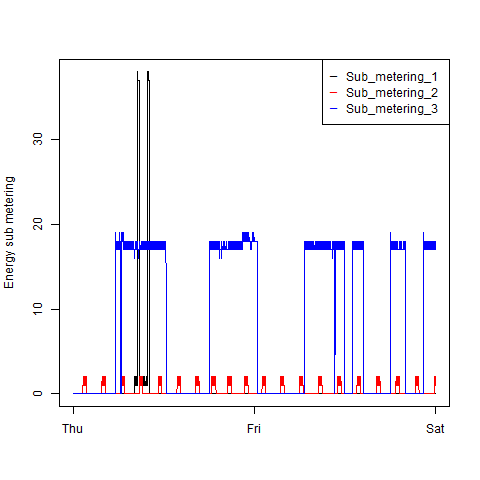 Sub_metering_1
Sub_metering_2
Sub_metering_3
Energy sub metering
30
20
10
0
Thu Fri Sat